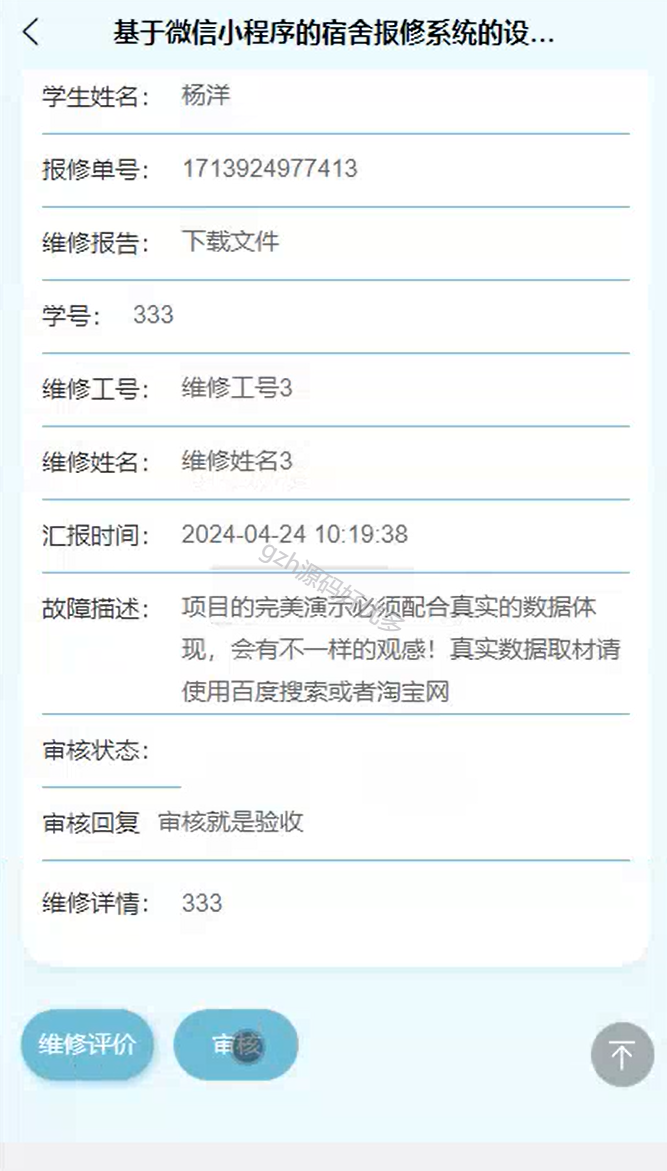 基于微信小程序的宿舍报修系统的设...
学生姓名： 杨洋
报修单号： 1713924977413
维修报告： 下载文件
学号： 333
维修工号： 维修工号3
维修姓名： 维修姓名3
汇报时间： 2024-04-24 10:19:38
故障描述： 项目的完美演示必须配合真实的数据体
现，会有不一样的观感！真实数据取材请
使用百度搜索或者淘宝网
审核状态：
审核回复 审核就是验收
维修详情： 333
维修评价 审核